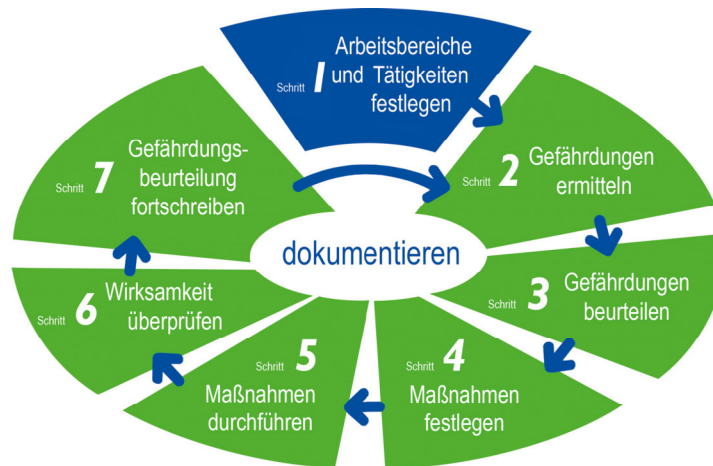 Schritt 1 Arbeitsbereiche
und Tätigkeiten
festlegen
Schritt 2 Gefährdungen
ermitteln
Schritt 3 Gefährdungen
beurteilen
Schritt 4
Maßnahmen
festlegen
Schritt 5
Maßnahmen
durchführen
Schritt 6 Wirksamkeit
überprüfen
Schritt 7 Gefährdungs-
beurteilung
fortschreiben
dokumentieren